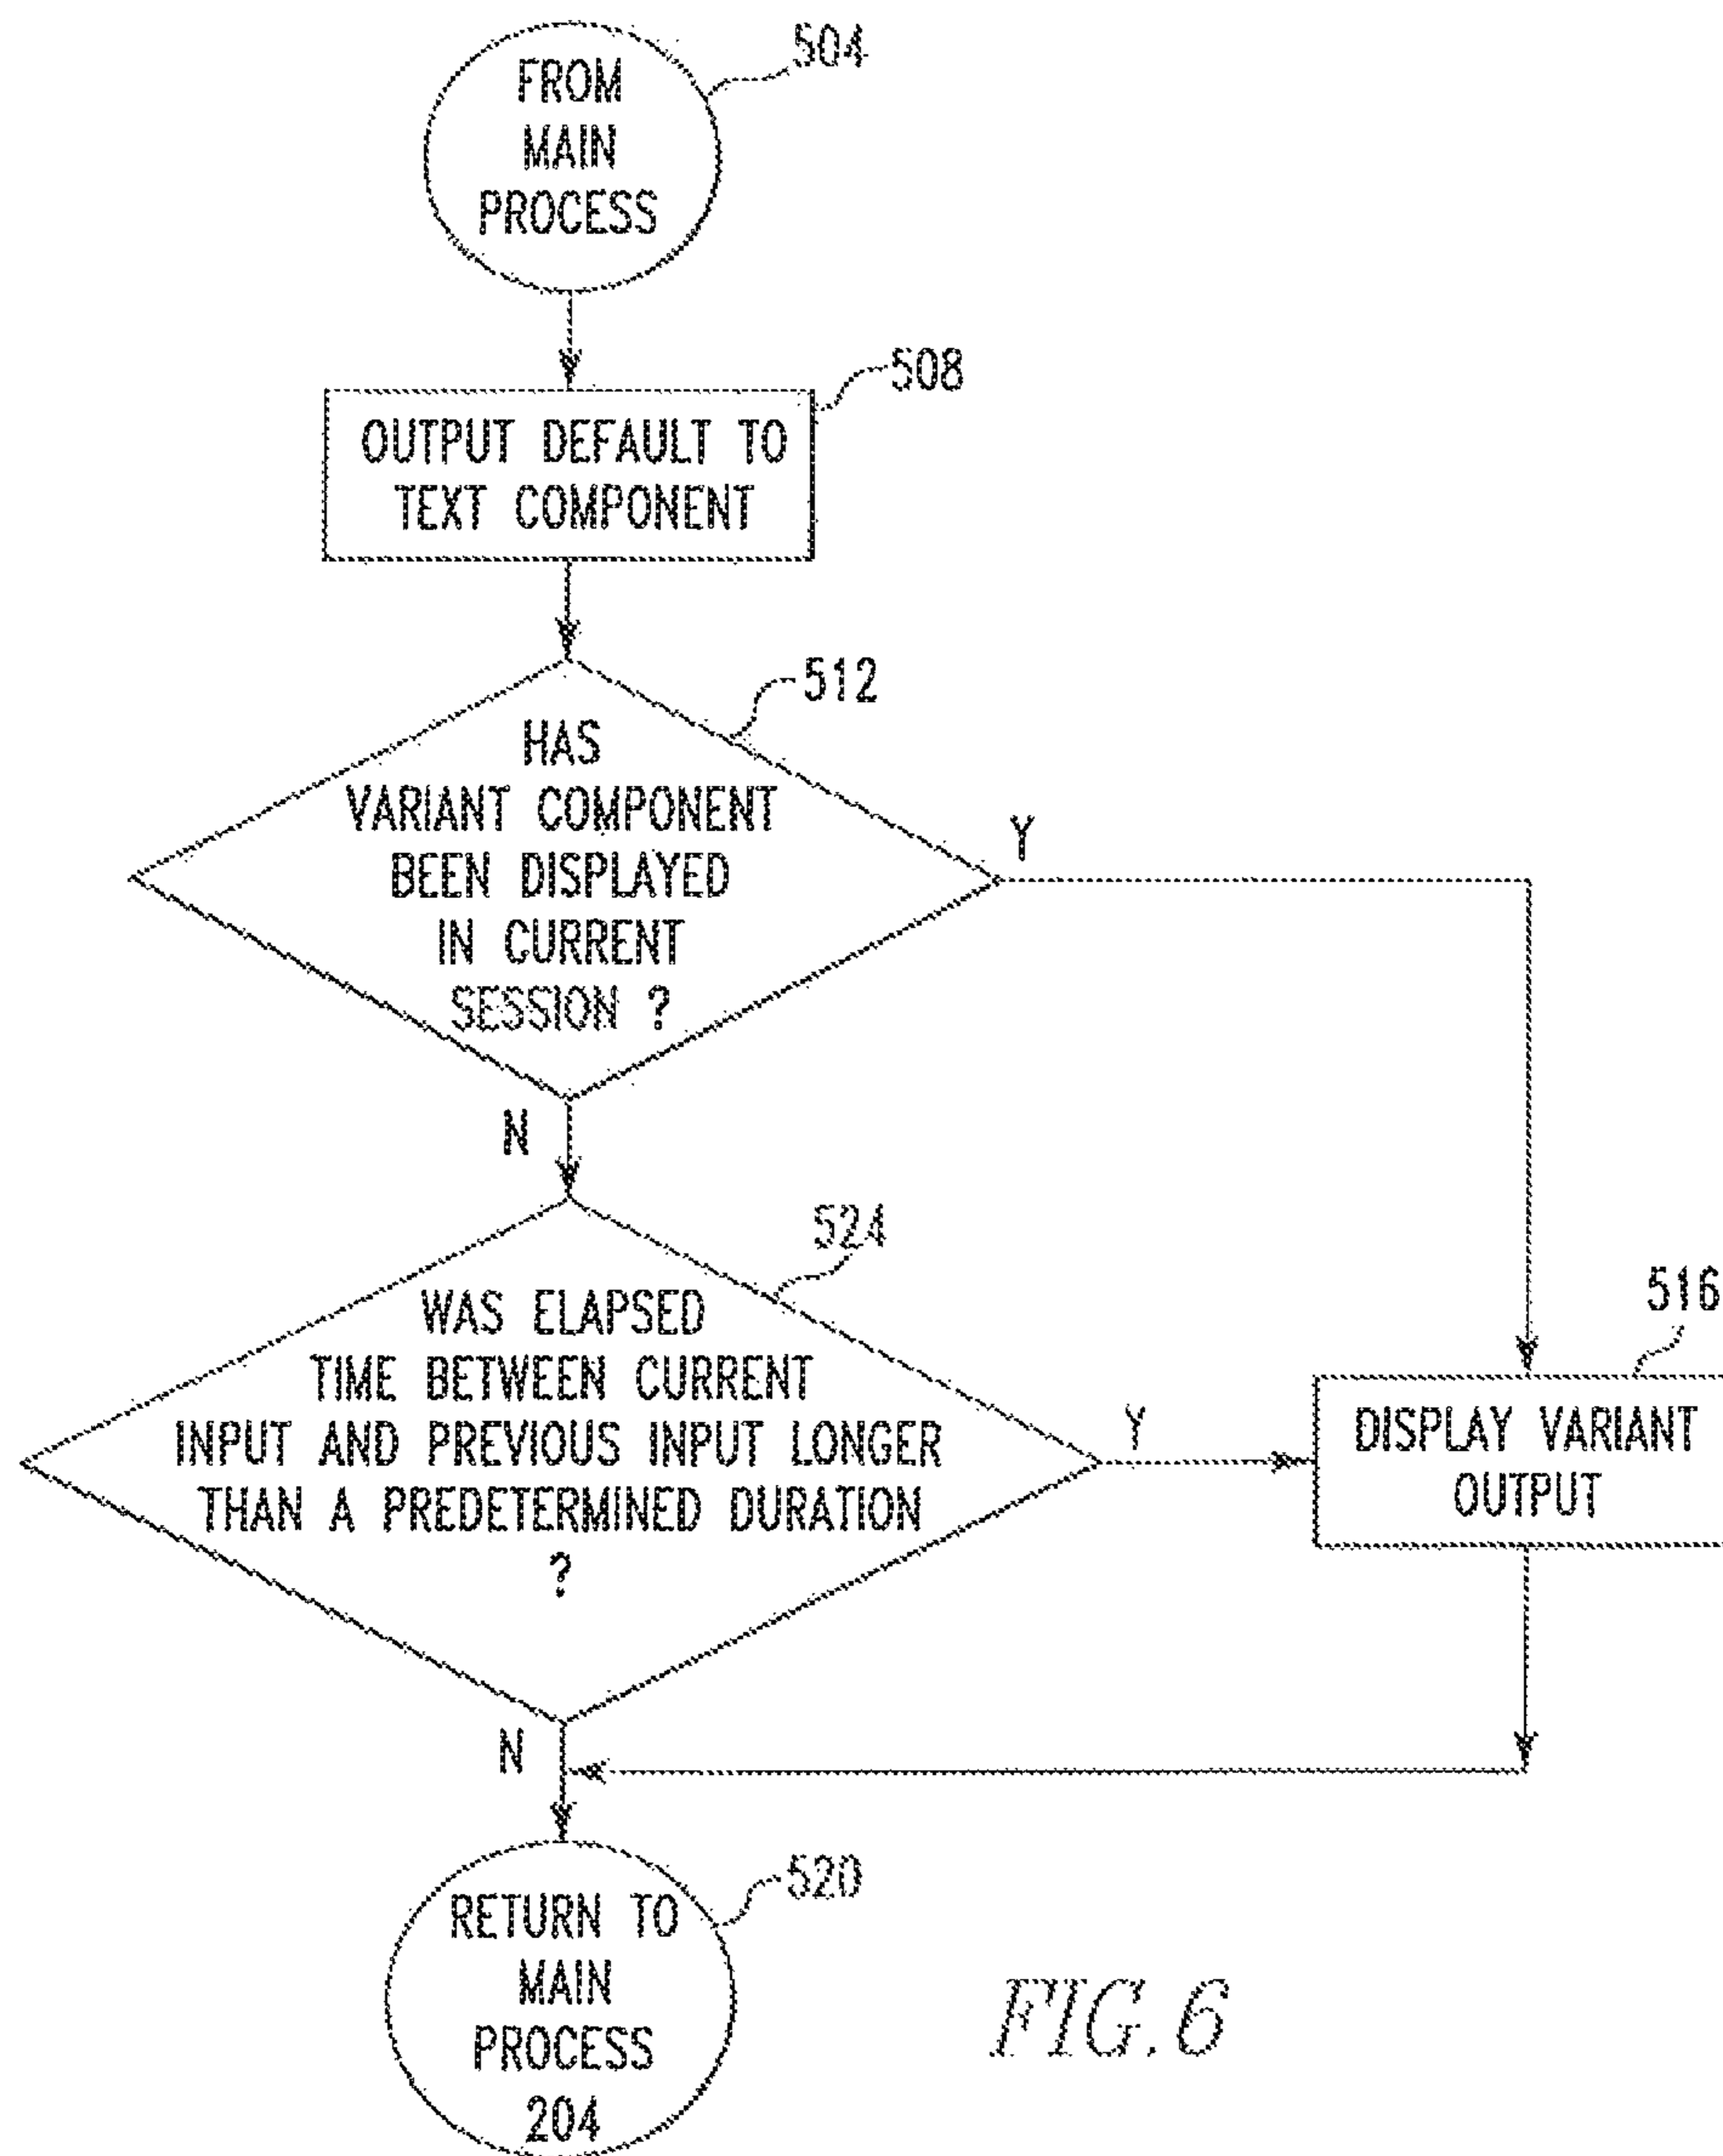 504
FROM
MAIN
PROCESS
508
OUTPUT DEFAULT TO
TEXT COMPONENT
512
HAS
VARIANT COMPONENT
BEEN DISPLAYED
IN CURRENT
SESSION ?
Y
N
524
WAS ELAPSED
TIME BETWEEN CURRENT
INPUT AND PREVIOUS INPUT LONGER
THAN A PREDETERMINED DURATION
?
Y
516
DISPLAY VARIANT
OUTPUT
N
520
RETURN TO
MAIN
PROCESS
204
FIG. 6